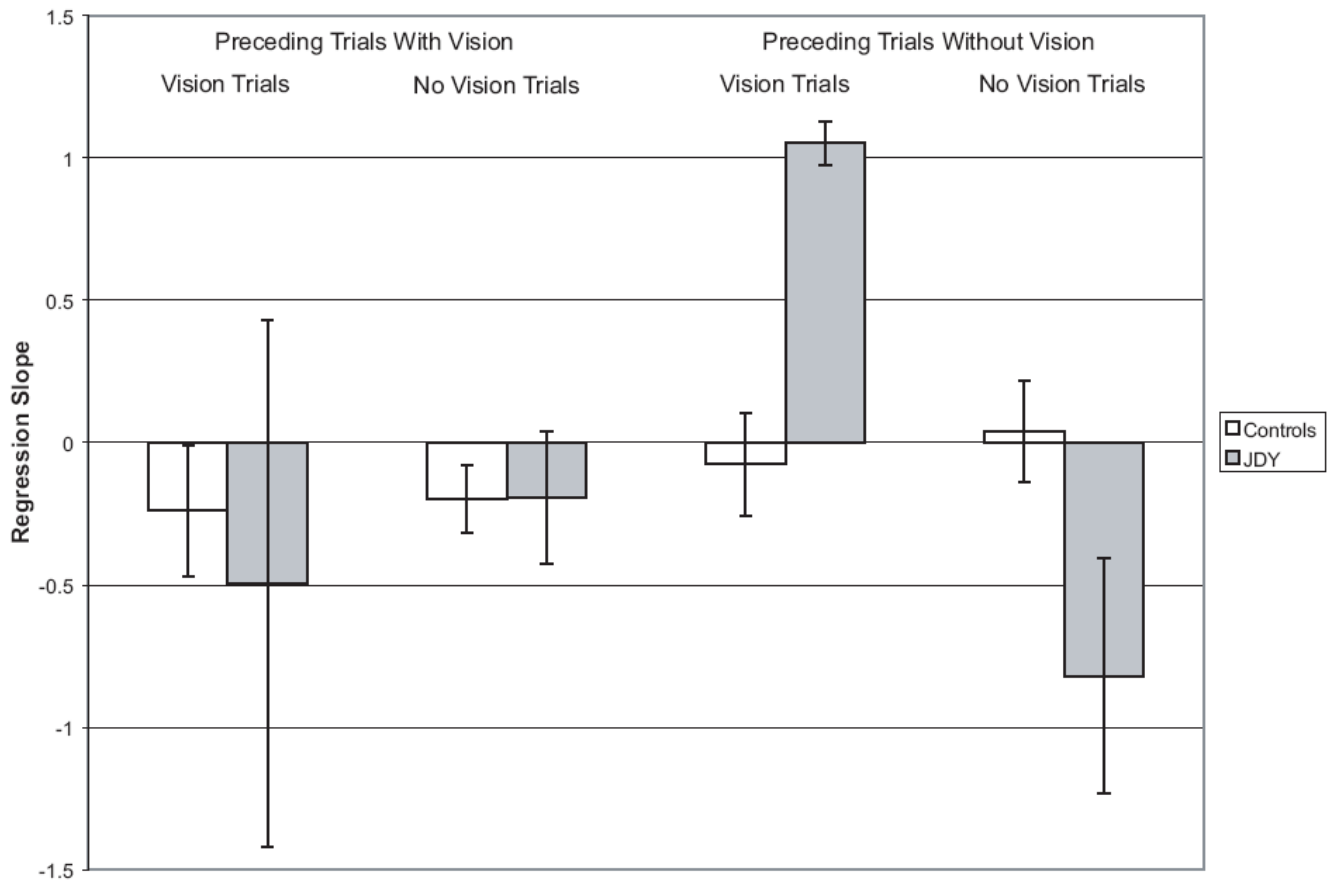 1.5
Preceding Trials With Vision
Preceding Trials Without Vision
Vision Trials
No Vision Trials
Vision Trials
No Vision Trials
1
0.5
0
-0.5
-1
-1.5
Regression Slope
Controls
JDY